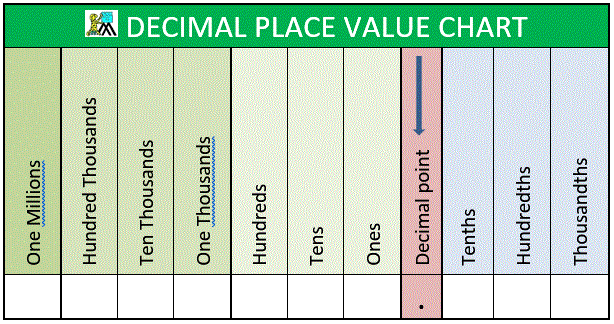 DECIMAL PLACE VALUE CHART
One Millions
Hundred Thousands
Ten Thousands
One Thousands
Hundreds
Tens
Ones
Decimal point
Tenths
Hundredths
Thousandths
.